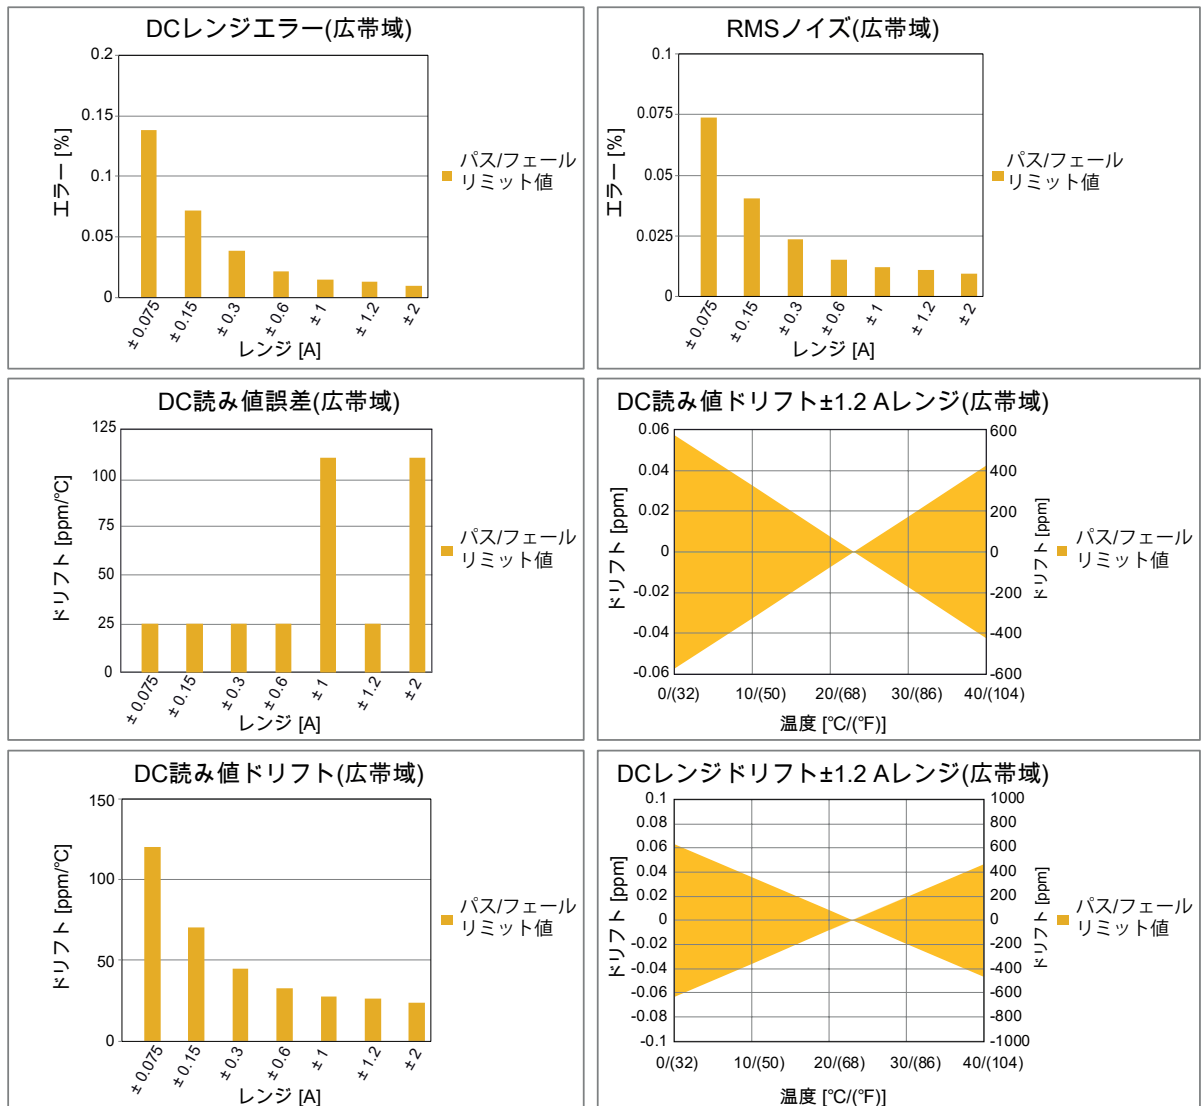 DCレンジエラー(広帯域)
エラー [%]
0.2
0.15
0.1
0.05
0
± 0.075
± 0.15
± 0.3
± 0.6
± 1
± 1.2
± 2
レンジ [A]
パス/フェール
リミット値
RMSノイズ(広帯域)
エラー [%]
0.1
0.075
0.05
0.025
0
± 0.075
± 0.15
± 0.3
± 0.6
± 1
± 1.2
± 2
レンジ [A]
パス/フェール
リミット値
DC読み値誤差(広帯域)
ドリフト [ppm/°C]
125
100
75
50
25
0
± 0.075
± 0.15
± 0.3
± 0.6
± 1
± 1.2
± 2
レンジ [A]
パス/フェール
リミット値
DC読み値ドリフト±1.2 Aレンジ(広帯域)
ドリフト [ppm]
0.06
0.04
0.02
0
-0.02
-0.04
-0.06
600
400
200
0
-200
-400
-600
ドリフト [ppm]
0/(32)
10/(50)
20/(68)
30/(86)
40/(104)
温度 [°C/(°F)]
パス/フェール
リミット値
DC読み値ドリフト(広帯域)
ドリフト [ppm/°C]
150
100
50
0
± 0.075
± 0.15
± 0.3
± 0.6
± 1
± 1.2
± 2
レンジ [A]
パス/フェール
リミット値
DCレンジドリフト±1.2 Aレンジ(広帯域)
ドリフト [ppm]
0.1
0.08
0.06
0.04
0.02
0
-0.02
-0.04
-0.06
-0.08
-0.1
1000
800
600
400
200
0
-200
-400
-600
-800
-1000
ドリフト [ppm]
0/(32)
10/(50)
20/(68)
30/(86)
40/(104)
温度 [°C/(°F)]
パス/フェール
リミット値